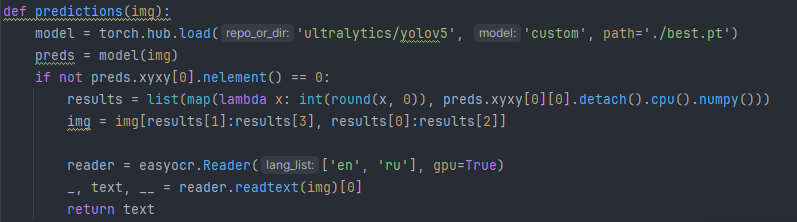 def predictions(img):
    model = torch.hub.load(repo_or_dir: 'ultralytics/yolov5', model: 'custom', path='./best.pt')
    preds = model(img)
    if not preds.xyxy[0].nelement() == 0:
        results = list(map(lambda x: int(round(x, 0)), preds.xyxy[0][0].detach().cpu().numpy()))
        img = img[results[1]:results[3], results[0]:results[2]]
        reader = easyocr.Reader(lang_list: ['en', 'ru'], gpu=True)
        _, text, __ = reader.readtext(img)[0]
        return text